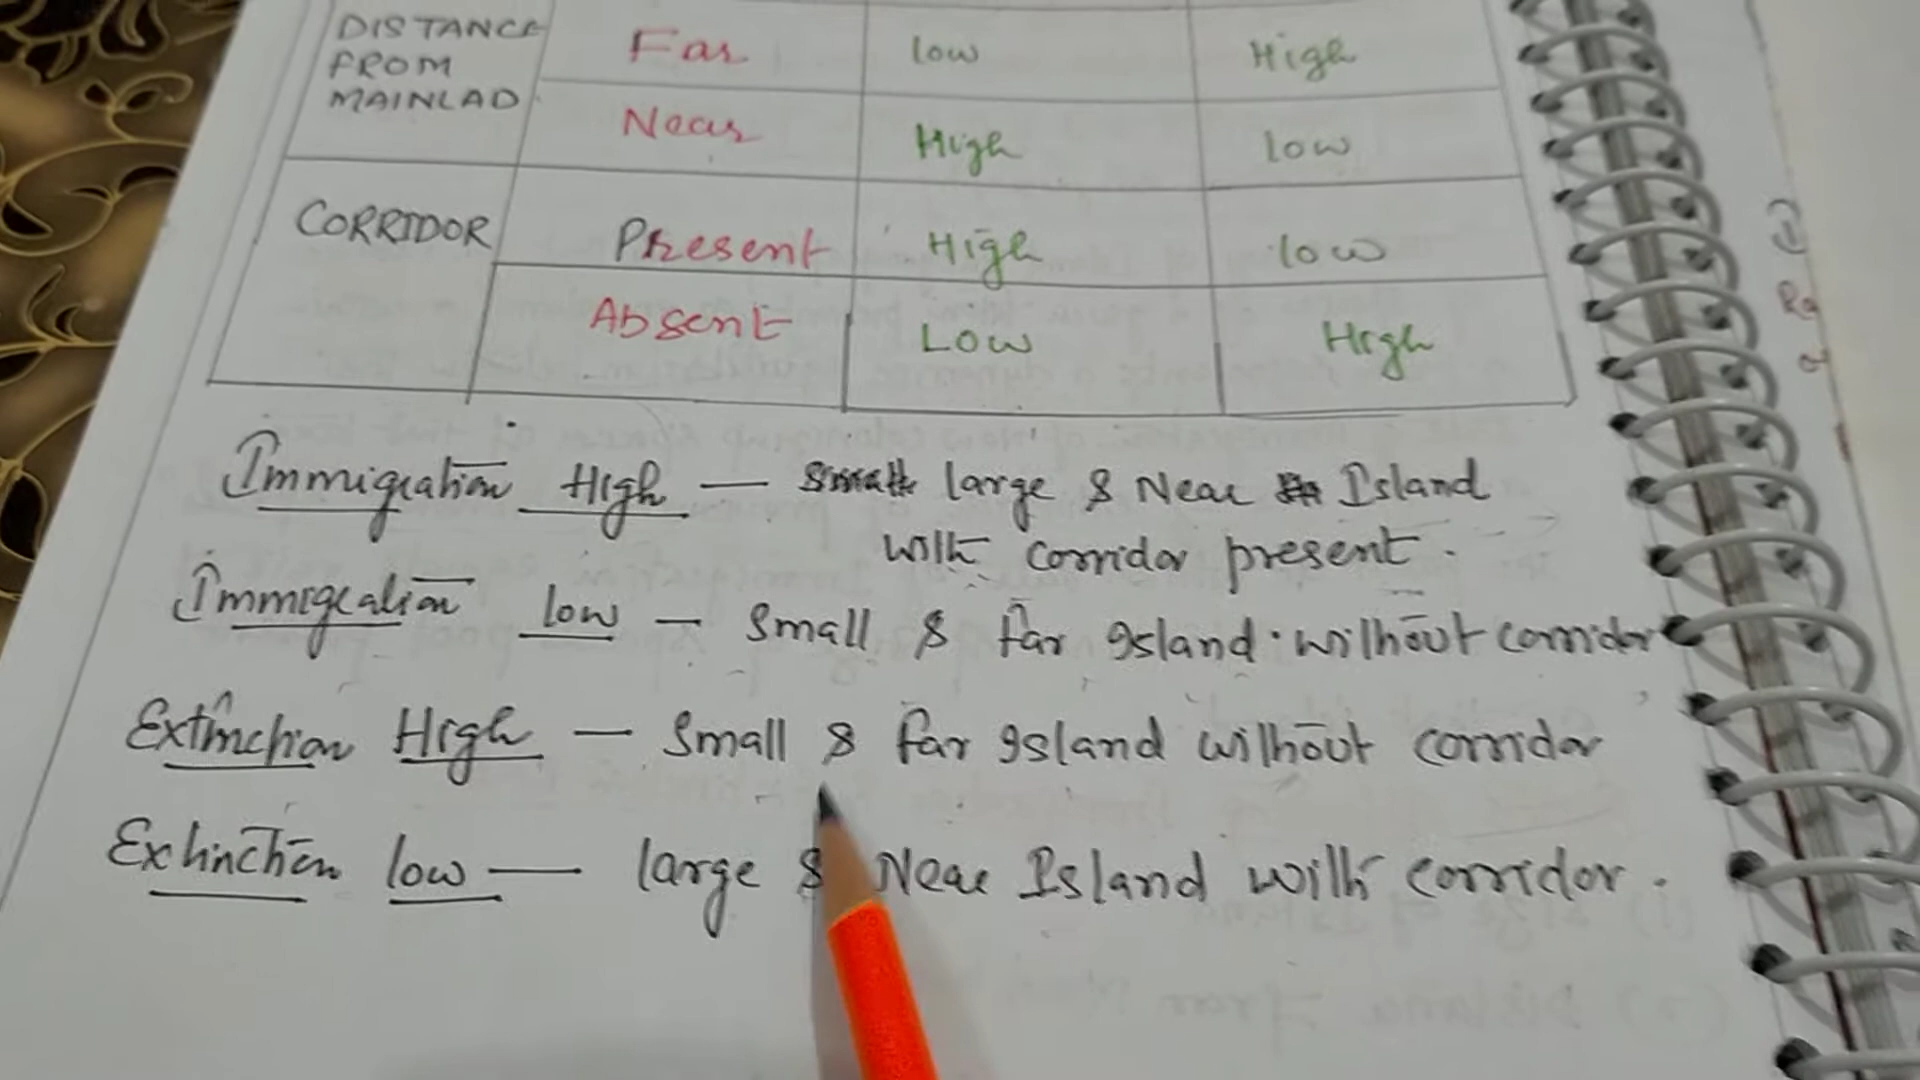 DISTANCE Far low High
FROM
MAINLAD
Near High low
CORRIDOR Present High low
Absent Low High
Immigration High — small large & Near Island
with corridor present.
Immigration low — Small & far Island. without corridor
Extinction High — Small & far Island without corridor
Extinction low — large & Near Island with corridor.